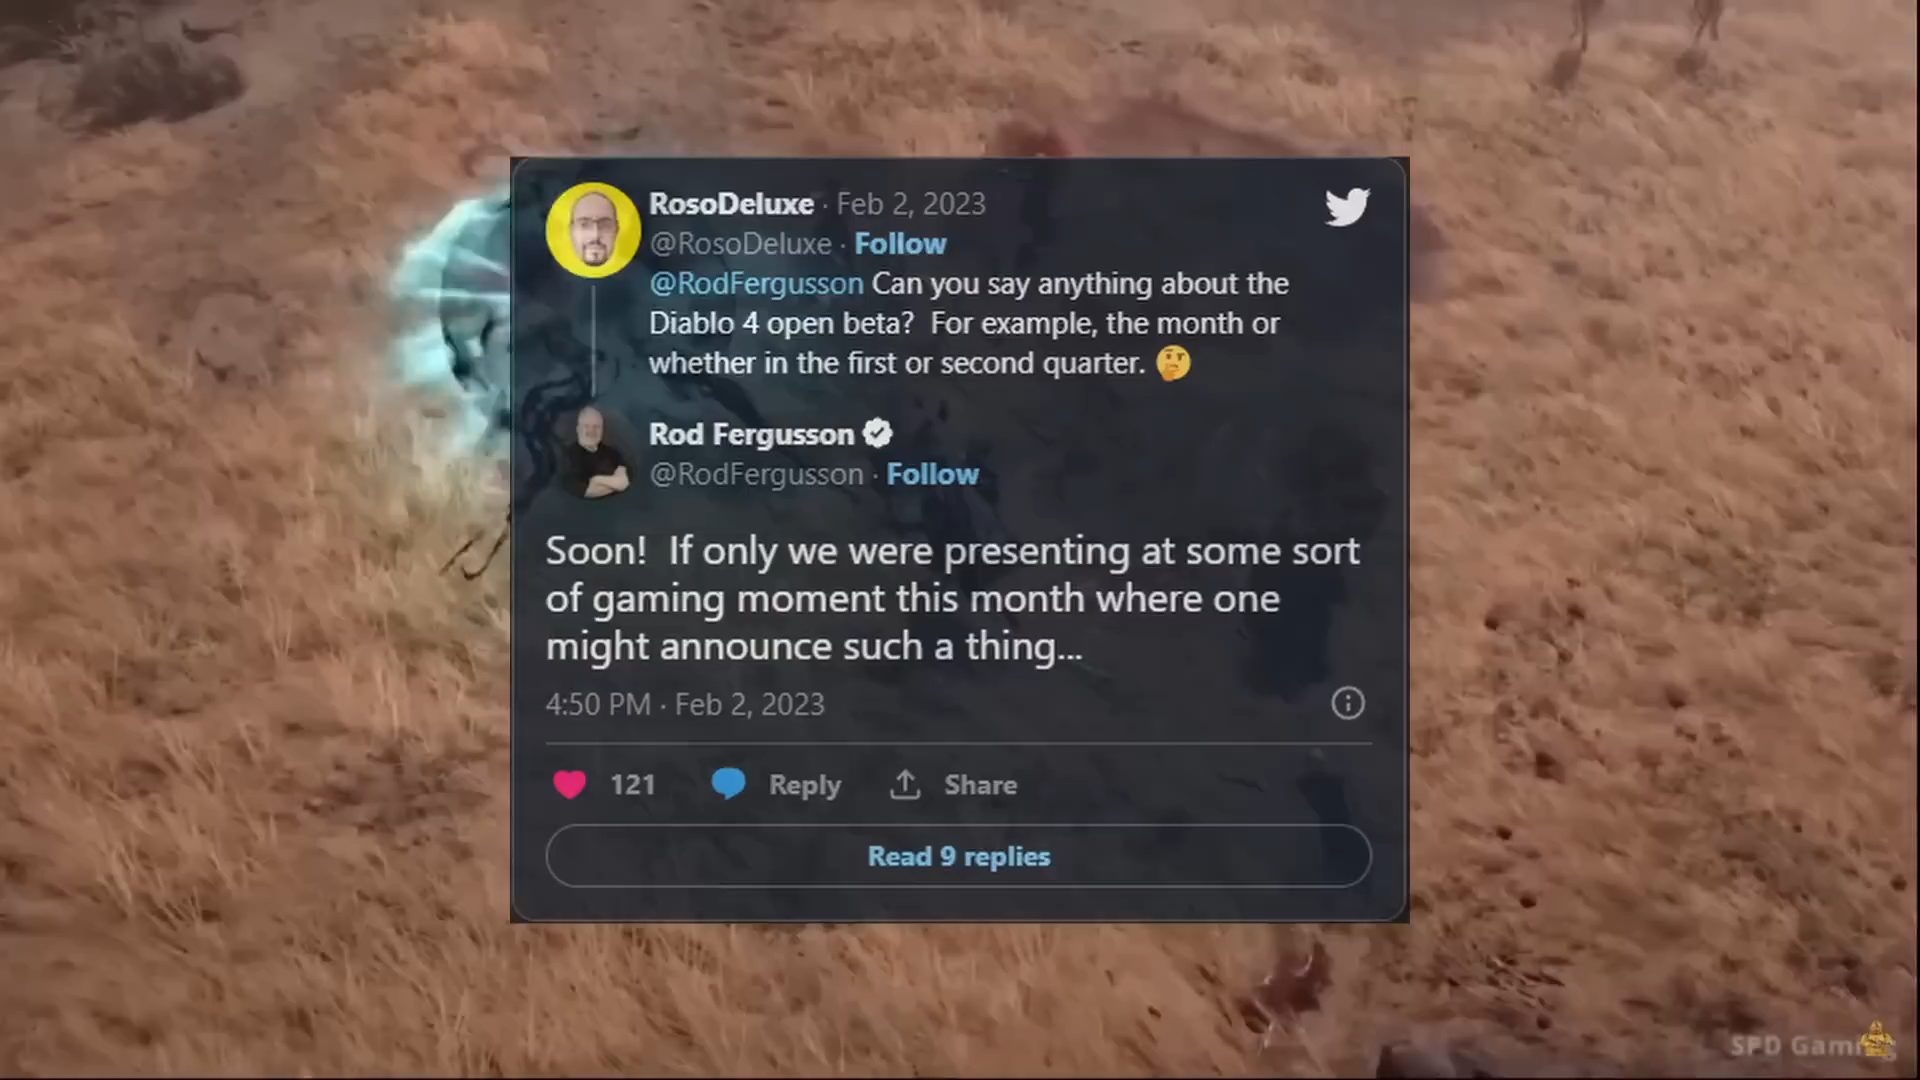 RosoDeluxe · Feb 2, 2023
@RosoDeluxe · Follow
@RodFergusson Can you say anything about the
Diablo 4 open beta?  For example, the month or
whether in the first or second quarter. 🤔
Rod Fergusson
@RodFergusson · Follow
Soon!  If only we were presenting at some sort
of gaming moment this month where one
might announce such a thing...
4:50 PM · Feb 2, 2023
121 Reply Share
Read 9 replies
SPD Gaming